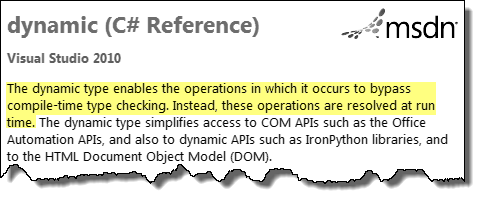 dynamic (C# Reference)
msdn
Visual Studio 2010
The dynamic type enables the operations in which it occurs to bypass
compile-time type checking. Instead, these operations are resolved at run
time. The dynamic type simplifies access to COM APIs such as the Office
Automation APIs, and also to dynamic APIs such as IronPython libraries, and
to the HTML Document Object Model (DOM).